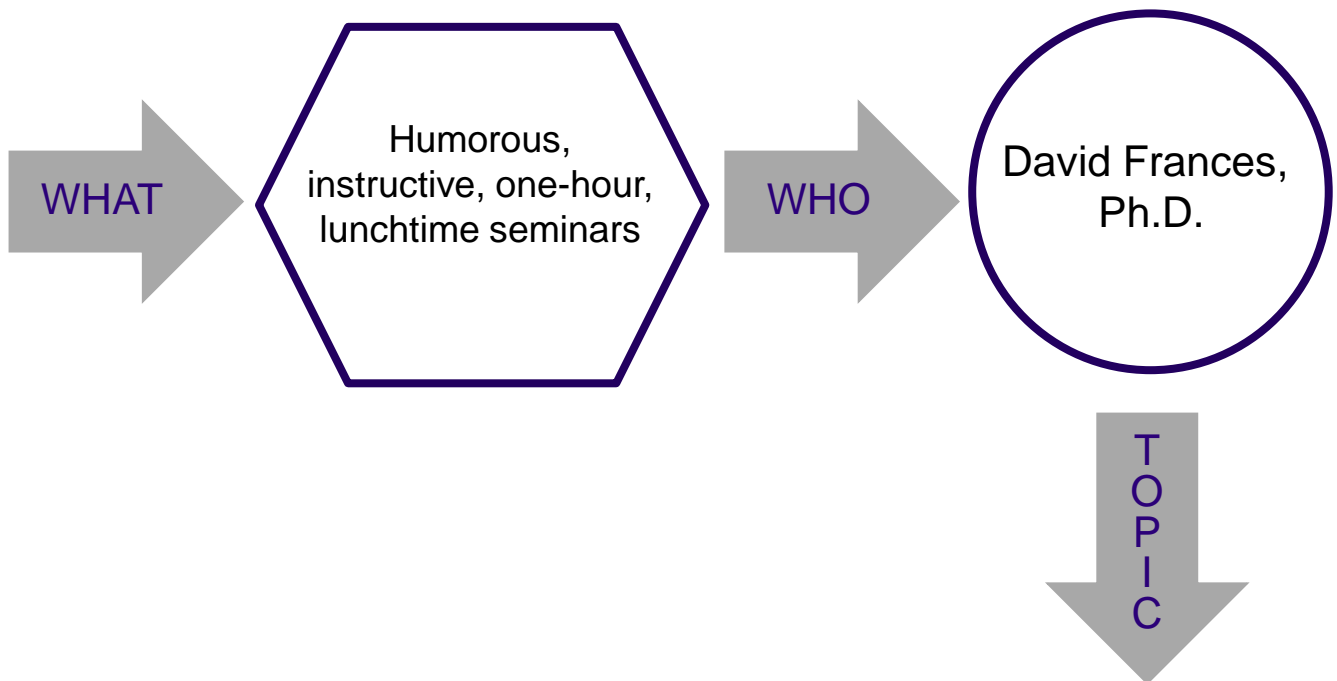 WHAT
Humorous,
instructive, one-hour,
lunchtime seminars
WHO
David Frances,
Ph.D.
T
O
P
I
C